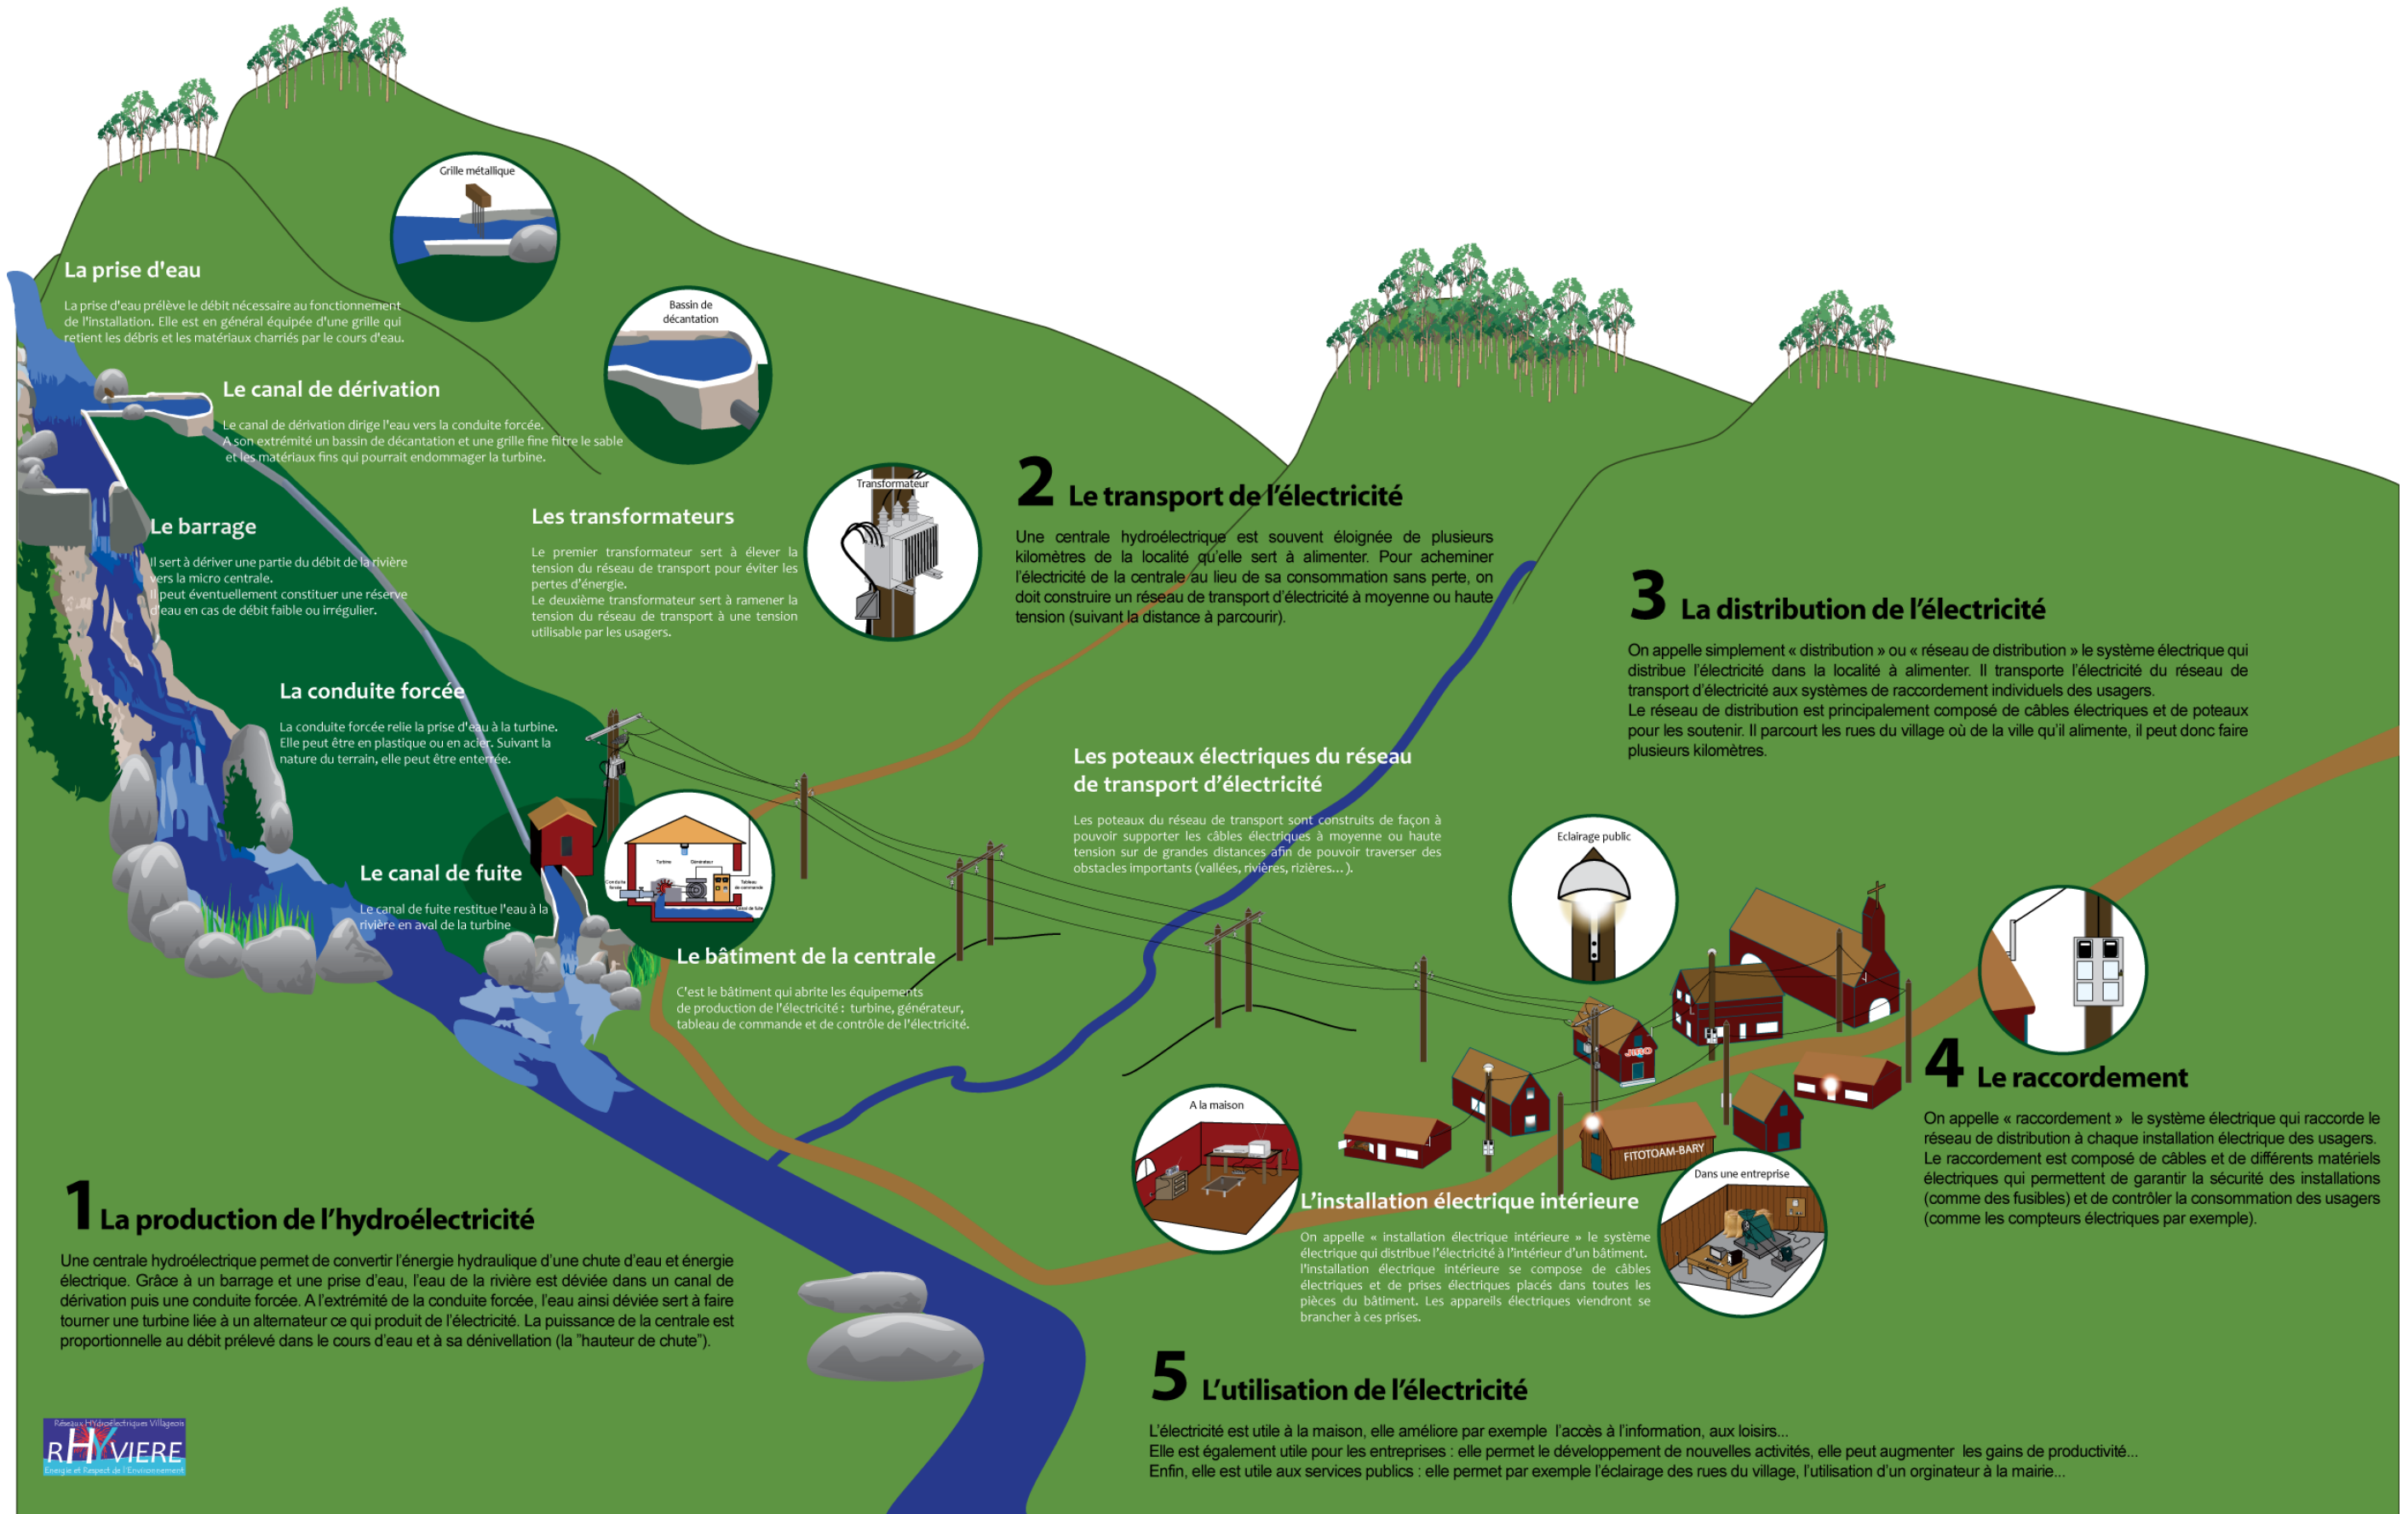 Grille métallique
La prise d'eau
La prise d'eau prélève le débit nécessaire au fonctionnement
de l'installation. Elle est en général équipée d'une grille qui
retient les débris et les matériaux charriés par le cours d'eau.
Bassin de
décantation
Le canal de dérivation
Le canal de dérivation dirige l'eau vers la conduite forcée.
A son extrémité un bassin de décantation et une grille fine filtre le sable
et les matériaux fins qui pourrait endommager la turbine.
Le barrage
Il sert à dériver une partie du débit de la rivière
vers la micro centrale.
Il peut éventuellement constituer une réserve
d'eau en cas de débit faible ou irrégulier.
Les transformateurs
Le premier transformateur sert à élever la
tension du réseau de transport pour éviter les
pertes d'énergie.
Le deuxième transformateur sert à ramener la
tension du réseau de transport à une tension
utilisable par les usagers.
Transformateur
2 Le transport de l'électricité
Une centrale hydroélectrique est souvent éloignée de plusieurs
kilomètres de la localité qu'elle sert à alimenter. Pour acheminer
l'électricité de la centrale au lieu de sa consommation sans perte, on
doit construire un réseau de transport d'électricité à moyenne ou haute
tension (suivant la distance à parcourir).
3 La distribution de l'électricité
On appelle simplement « distribution » ou « réseau de distribution » le système électrique qui
distribue l'électricité dans la localité à alimenter. Il transporte l'électricité du réseau de
transport d'électricité aux systèmes de raccordement individuels des usagers.
Le réseau de distribution est principalement composé de câbles électriques et de poteaux
pour les soutenir. Il parcourt les rues du village où de la ville qu'il alimente, il peut donc faire
plusieurs kilomètres.
La conduite forcée
La conduite forcée relie la prise d'eau à la turbine.
Elle peut être en plastique ou en acier. Suivant la
nature du terrain, elle peut être enterrée.
Les poteaux électriques du réseau
de transport d'électricité
Les poteaux du réseau de transport sont construits de façon à
pouvoir supporter les câbles électriques à moyenne ou haute
tension sur de grandes distances afin de pouvoir traverser des
obstacles importants (vallées, rivières, rizières...).
Le canal de fuite
Le canal de fuite restitue l'eau à la
rivière en aval de la turbine
Turbine
Générateur
Conduite
forcée
Tableau
de commande
Canal de fuite
Le bâtiment de la centrale
C'est le bâtiment qui abrite les équipements
de production de l'électricité : turbine, générateur,
tableau de commande et de contrôle de l'électricité.
Eclairage public
JIRO
FITOTOAM-BARY
4 Le raccordement
On appelle « raccordement » le système électrique qui raccorde le
réseau de distribution à chaque installation électrique des usagers.
Le raccordement est composé de câbles et de différents matériels
électriques qui permettent de garantir la sécurité des installations
(comme des fusibles) et de contrôler la consommation des usagers
(comme les compteurs électriques par exemple).
A la maison
Dans une entreprise
L'installation électrique intérieure
On appelle « installation électrique intérieure » le système
électrique qui distribue l'électricité à l'intérieur d'un bâtiment.
l'installation électrique intérieure se compose de câbles
électriques et de prises électriques placés dans toutes les
pièces du bâtiment. Les appareils électriques viendront se
brancher à ces prises.
1 La production de l'hydroélectricité
Une centrale hydroélectrique permet de convertir l'énergie hydraulique d'une chute d'eau et énergie
électrique. Grâce à un barrage et une prise d'eau, l'eau de la rivière est déviée dans un canal de
dérivation puis une conduite forcée. A l'extrémité de la conduite forcée, l'eau ainsi déviée sert à faire
tourner une turbine liée à un alternateur ce qui produit de l'électricité. La puissance de la centrale est
proportionnelle au débit prélevé dans le cours d'eau et à sa dénivellation (la "hauteur de chute").
5 L'utilisation de l'électricité
L'électricité est utile à la maison, elle améliore par exemple l'accès à l'information, aux loisirs...
Elle est également utile pour les entreprises : elle permet le développement de nouvelles activités, elle peut augmenter les gains de productivité...
Enfin, elle est utile aux services publics : elle permet par exemple l'éclairage des rues du village, l'utilisation d'un orginateur à la mairie...
Réseaux HYdroélectriques Villageois
RHYVIERE
Energie et Respect de l'Environnement